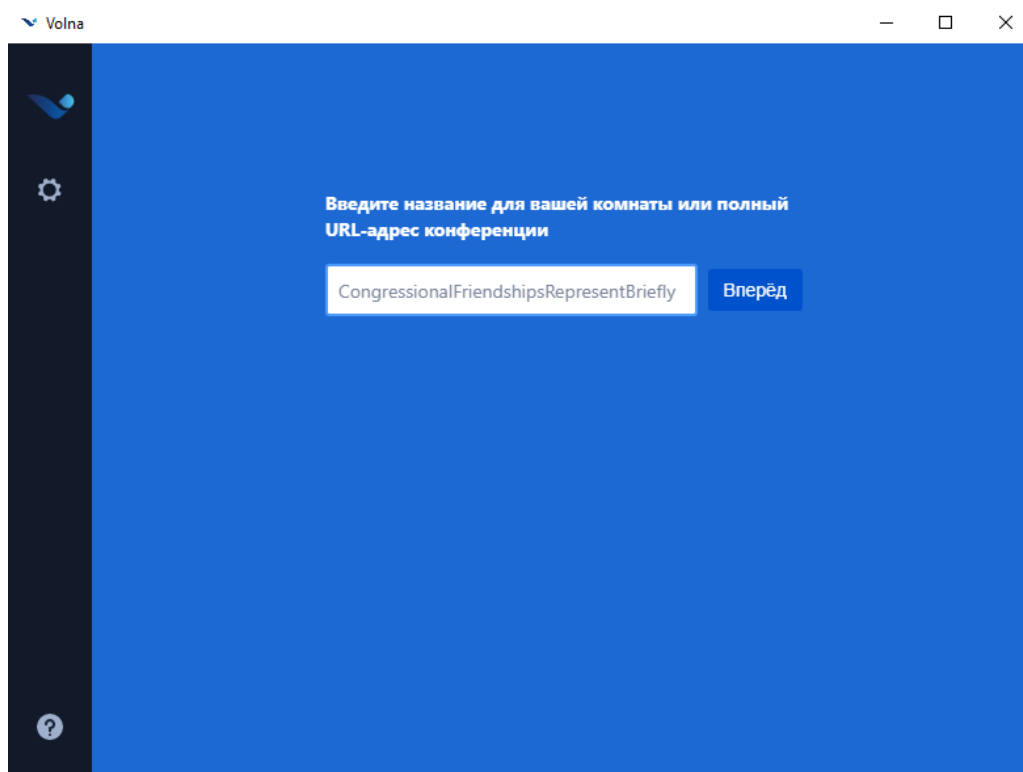 Volna
Введите название для вашей комнаты или полный
URL-адрес конференции
CongressionalFriendshipsRepresentBriefly
Вперёд
?